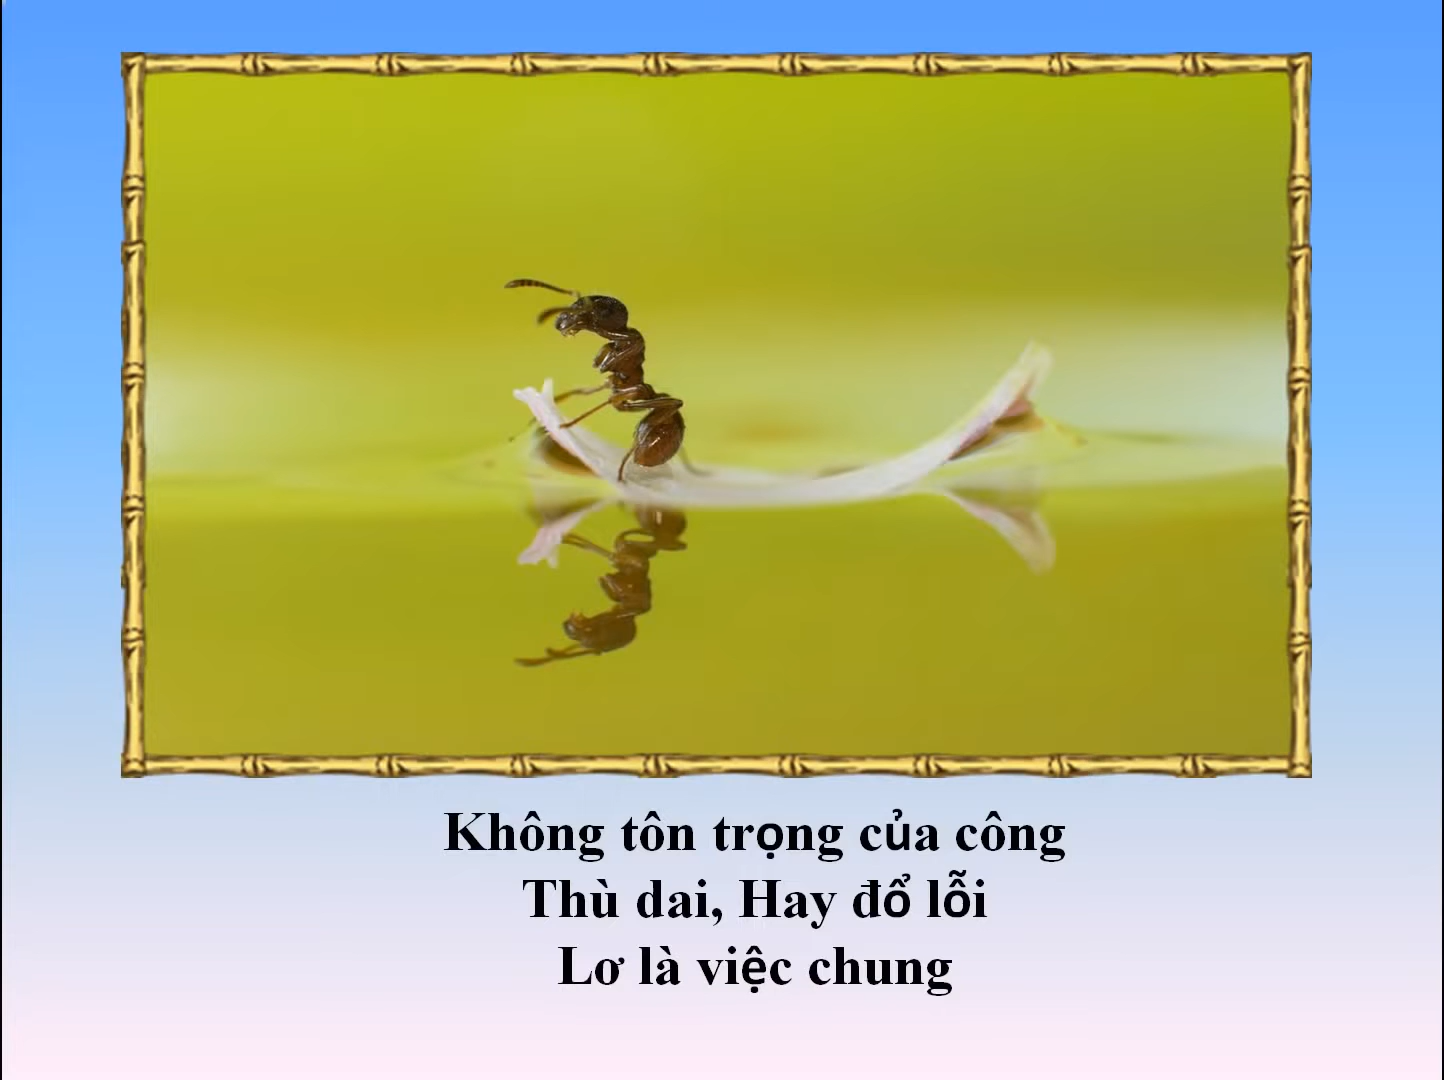 Không tôn trọng của công
Thù dai, Hay đổ lỗi
Lơ là việc chung